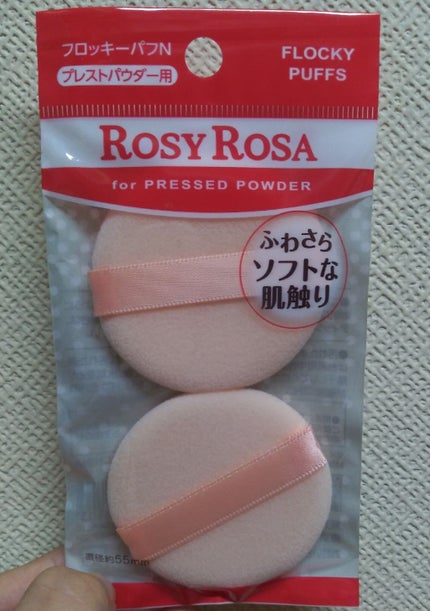 フロッキーパフN
プレストパウダー用
FLOCKY
PUFFS
ROSY ROSA
for PRESSED POWDER
ふわさら
ソフトな
肌触り
直径約55mm